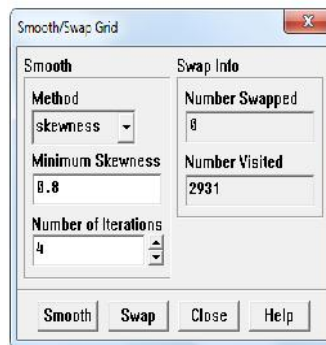 Smooth/Swap Grid
Smooth
Method
skewness
Minimum Skewness
0.8
Number of Iterations
4
Swap Info
Number Swapped
0
Number Visited
2931
Smooth Swap Close Help